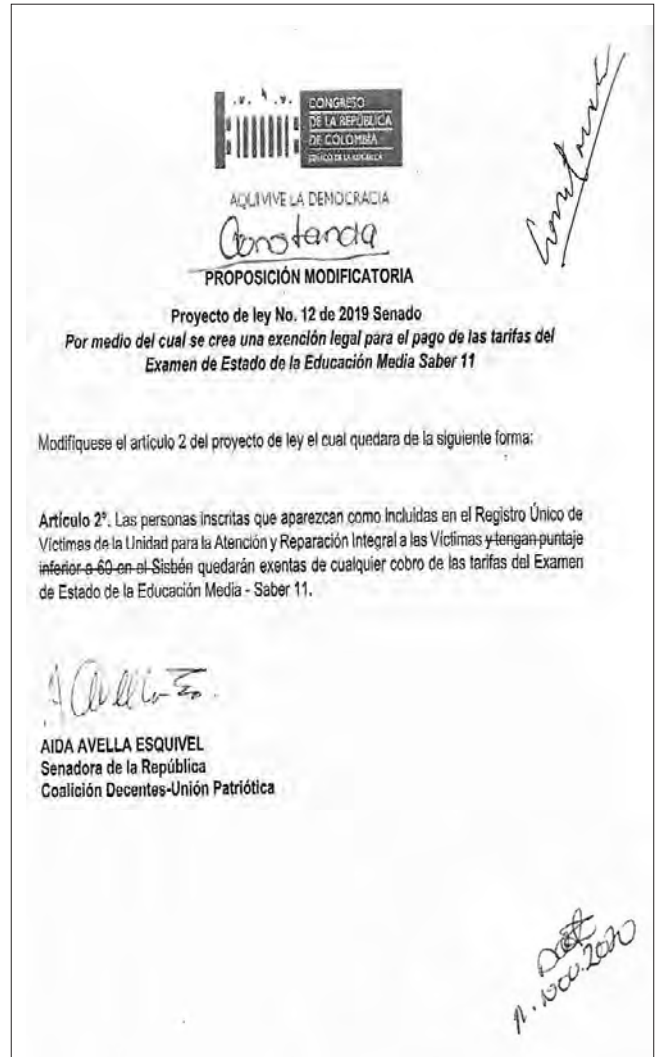 CONGRESO
DE LA REPÚBLICA
DE COLOMBIA
AQUÍ VIVE LA DEMOCRACIA
Constancia
PROPOSICIÓN MODIFICATORIA
Proyecto de ley No. 12 de 2019 Senado
Por medio del cual se crea una exención legal para el pago de las tarifas del
Examen de Estado de la Educación Media Saber 11
Modifiquese el artículo 2 del proyecto de ley el cual quedara de la siguiente forma:
Artículo 2°. Las personas inscritas que aparezcan como incluidas en el Registro Único de
Víctimas de la Unidad para la Atención y Reparación Integral a las Víctimas y tengan puntaje
inferior a 60 en el Sisbén quedarán exentas de cualquier cobro de las tarifas del Examen
de Estado de la Educación Media - Saber 11.
AIDA AVELLA ESQUIVEL
Senadora de la República
Coalición Decentes-Unión Patriótica
2020